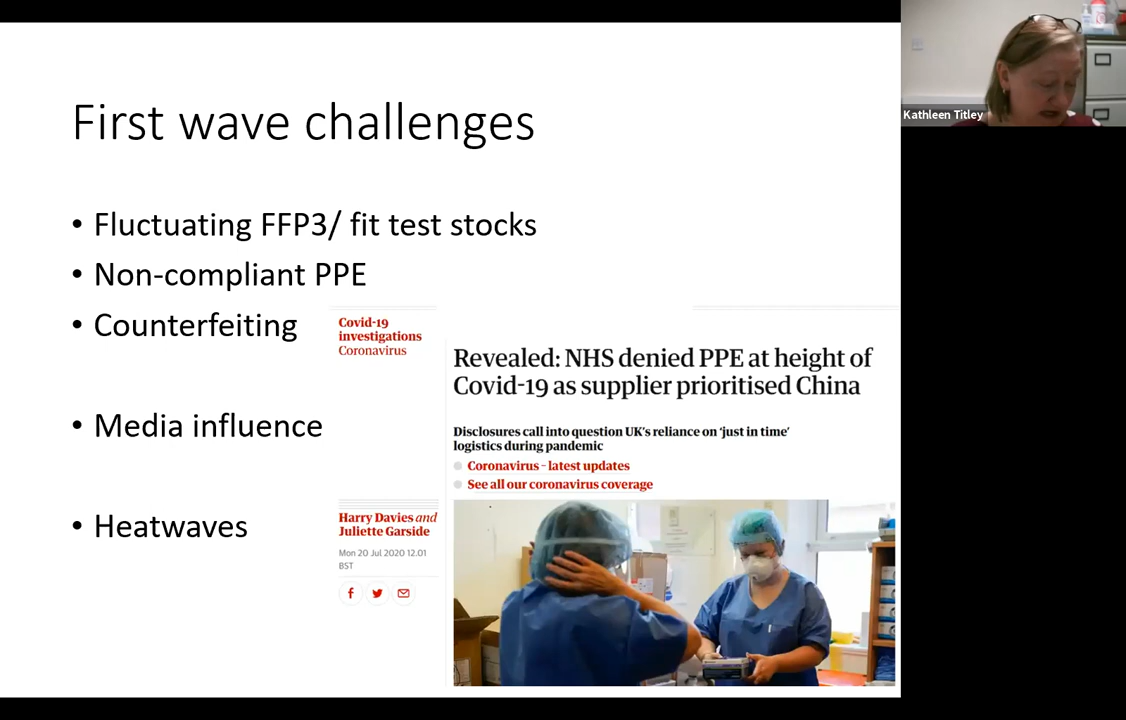 First wave challenges
• Fluctuating FFP3/ fit test stocks
• Non-compliant PPE
• Counterfeiting
• Media influence
• Heatwaves
Covid-19
investigations
Coronavirus
Revealed: NHS denied PPE at height of
Covid-19 as supplier prioritised China
Disclosures call into question UK's reliance on 'just in time'
logistics during pandemic
Coronavirus - latest updates
See all our coronavirus coverage
Harry Davies and
Juliette Garside
Mon 20 Jul 2020 12.01
BST
Kathleen Titley